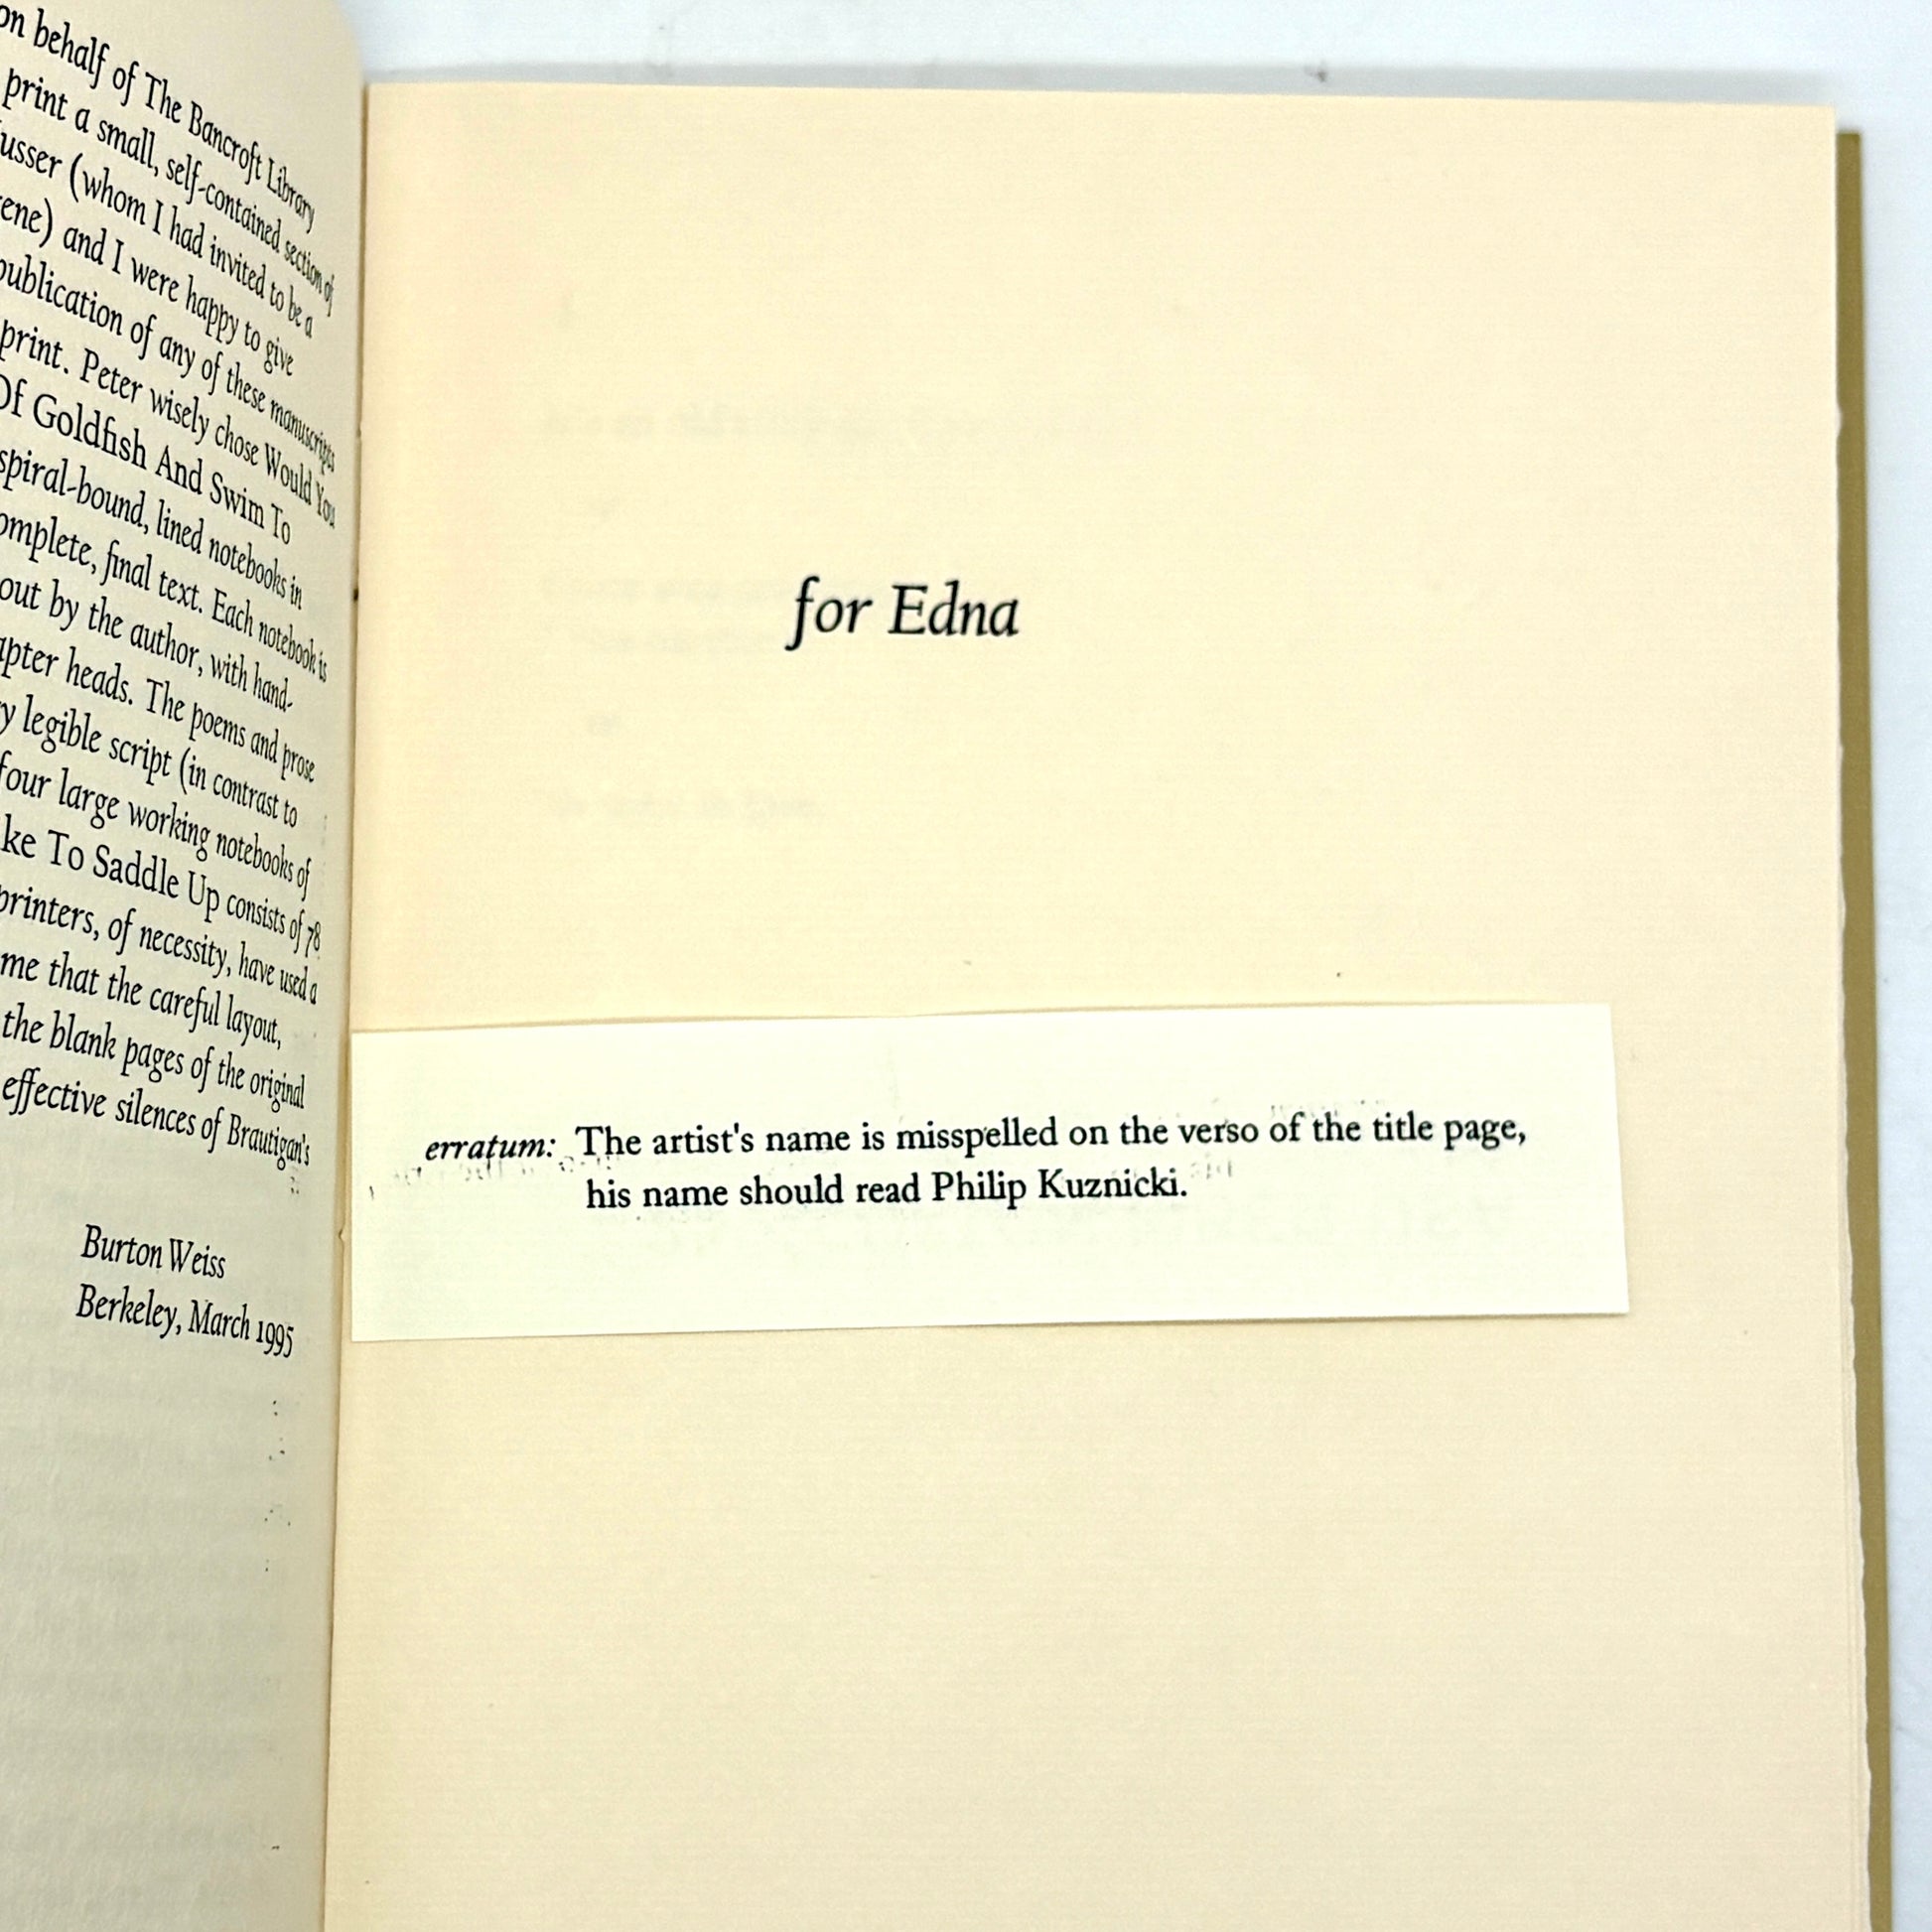 on behalf of The Bancroft Library
print a small, self-contained section of
usser (whom I had invited to be a
ene) and I were happy to give
publication of any of these manuscripts
print. Peter wisely chose Would You
Of Goldfish And Swim To
spiral-bound, lined notebooks in
omplete, final text. Each notebook is
out by the author, with hand-
apter heads. The poems and prose
y legible script (in contrast to
four large working notebooks of
ke To Saddle Up consists of 78
printers, of necessity, have used a
me that the careful layout,
the blank pages of the original
effective silences of Brautigan's
Burton Weiss
Berkeley, March 1995
for Edna
erratum: The artist's name is misspelled on the verso of the title page,
his name should read Philip Kuznicki.